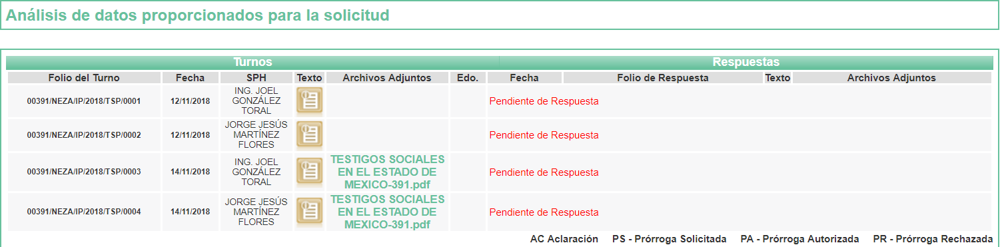 Análisis de datos proporcionados para la solicitud
Turnos Respuestas
Folio del Turno Fecha SPH Texto Archivos Adjuntos Edo. Fecha Folio de Respuesta Texto Archivos Adjuntos
00391/NEZA/IP/2018/TSP/0001 12/11/2018 ING. JOEL
GONZÁLEZ
TORAL Pendiente de Respuesta
00391/NEZA/IP/2018/TSP/0002 12/11/2018 JORGE JESÚS
MARTÍNEZ
FLORES Pendiente de Respuesta
00391/NEZA/IP/2018/TSP/0003 14/11/2018 ING. JOEL
GONZÁLEZ
TORAL TESTIGOS SOCIALES
EN EL ESTADO DE
MEXICO-391.pdf Pendiente de Respuesta
00391/NEZA/IP/2018/TSP/0004 14/11/2018 JORGE JESÚS
MARTÍNEZ
FLORES TESTIGOS SOCIALES
EN EL ESTADO DE
MEXICO-391.pdf Pendiente de Respuesta
AC Aclaración PS - Prórroga Solicitada PA - Prórroga Autorizada PR - Prórroga Rechazada